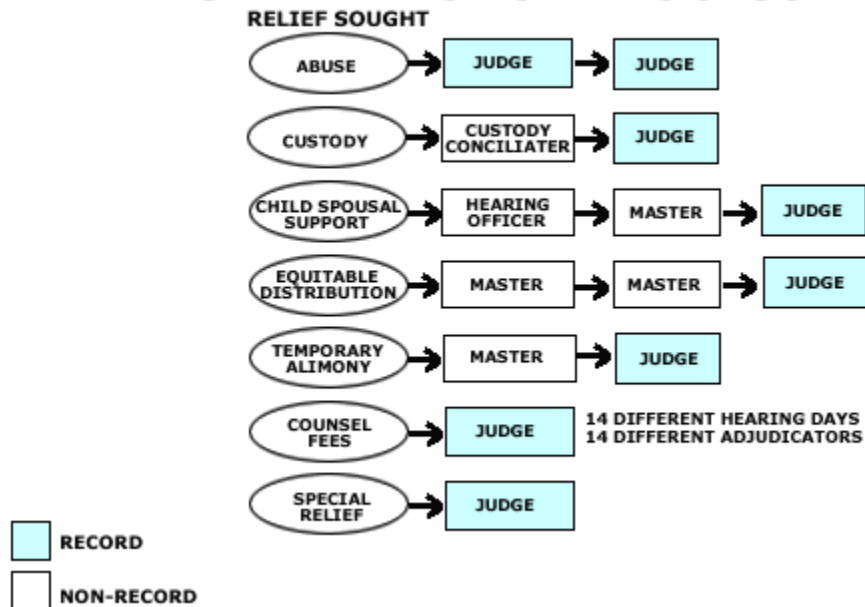 RELIEF SOUGHT
ABUSE
JUDGE
JUDGE
CUSTODY
CUSTODY
CONCILIATER
JUDGE
CHILD SPOUSAL
SUPPORT
HEARING
OFFICER
MASTER
JUDGE
EQUITABLE
DISTRIBUTION
MASTER
MASTER
JUDGE
TEMPORARY
ALIMONY
MASTER
JUDGE
COUNSEL
FEES
JUDGE
14 DIFFERENT HEARING DAYS
14 DIFFERENT ADJUDICATORS
SPECIAL
RELIEF
JUDGE
RECORD
NON-RECORD